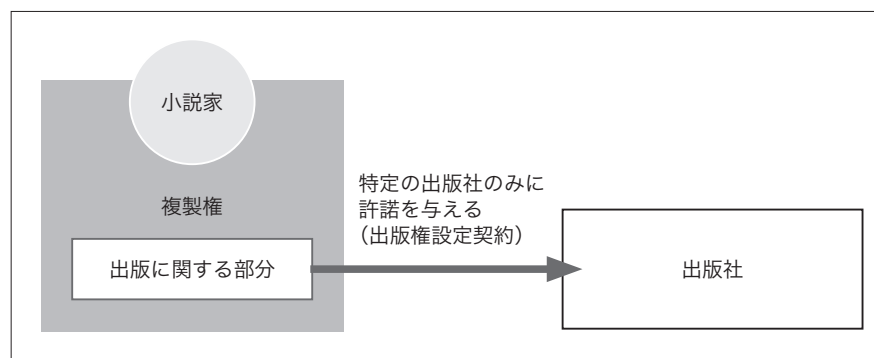 小説家
複製権
出版に関する部分
特定の出版社のみに
許諾を与える
（出版権設定契約）
出版社